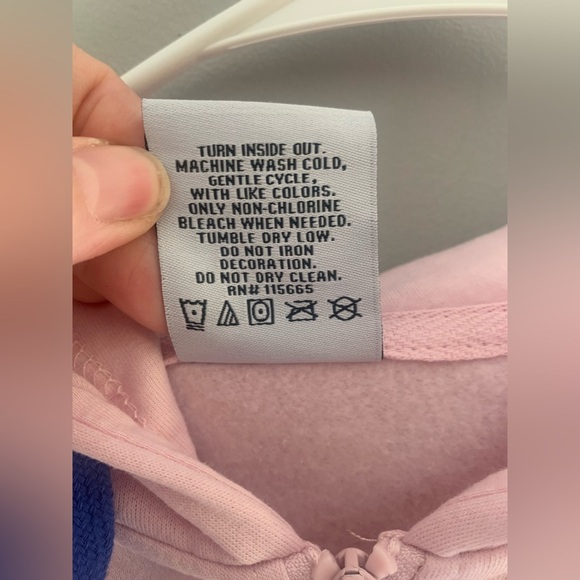 TURN INSIDE OUT.
MACHINE WASH COLD,
GENTLE CYCLE,
WITH LIKE COLORS.
ONLY NON-CHLORINE
BLEACH WHEN NEEDED.
TUMBLE DRY LOW.
DO NOT IRON
DECORATION.
DO NOT DRY CLEAN.
RN# 115665